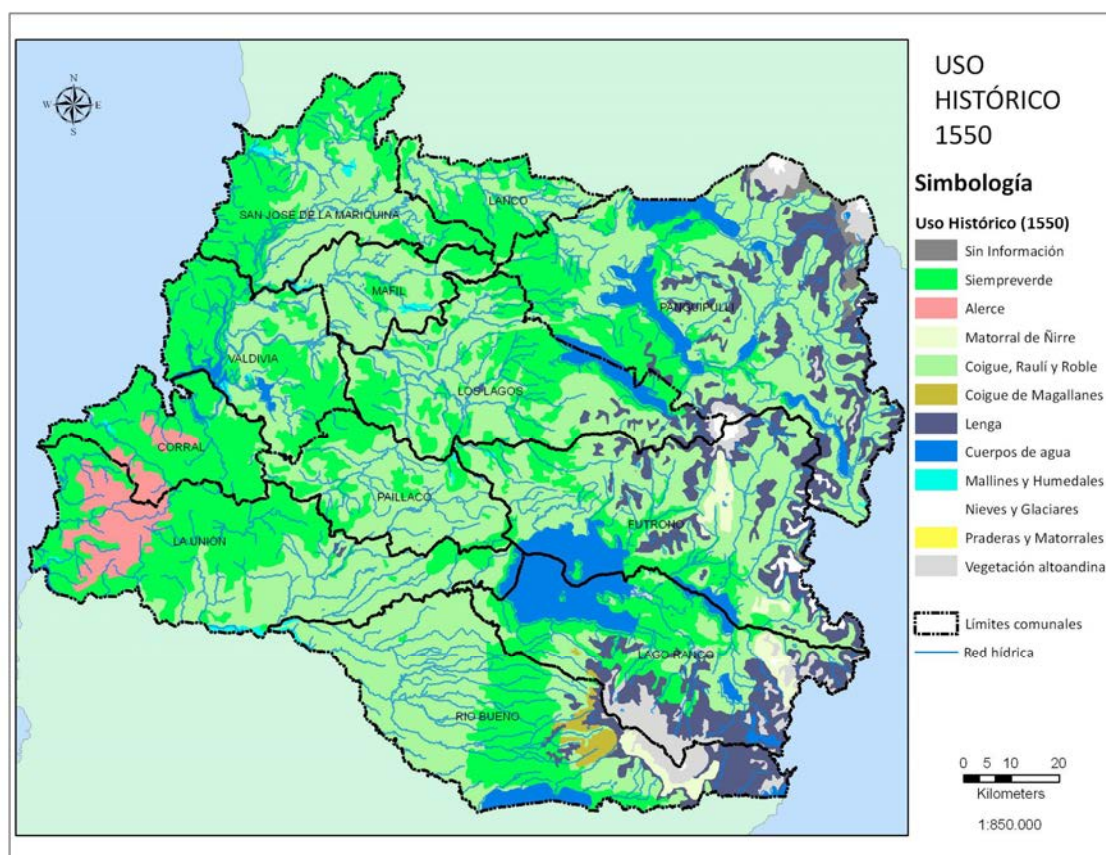 USO
HISTÓRICO
1550
Simbología
Uso Histórico (1550)
Sin Información
Siempreverde
Alerce
Matorral de Ñirre
Coigue, Raulí y Roble
Coigue de Magallanes
Lenga
Cuerpos de agua
Mallines y Humedales
Nieves y Glaciares
Praderas y Matorrales
Vegetación altoandina
Límites comunales
Red hídrica
0 5 10 20
Kilometers
1:850.000
N
W E
S
LANCO
SAN JOSE DE LA MARIQUINA
MAFIL
PANGUIPULLI
VALDIVIA
LOS LAGOS
CORRAL
PAILLACO
FUTRONO
LA UNION
LAGO RANCO
RIO BUENO